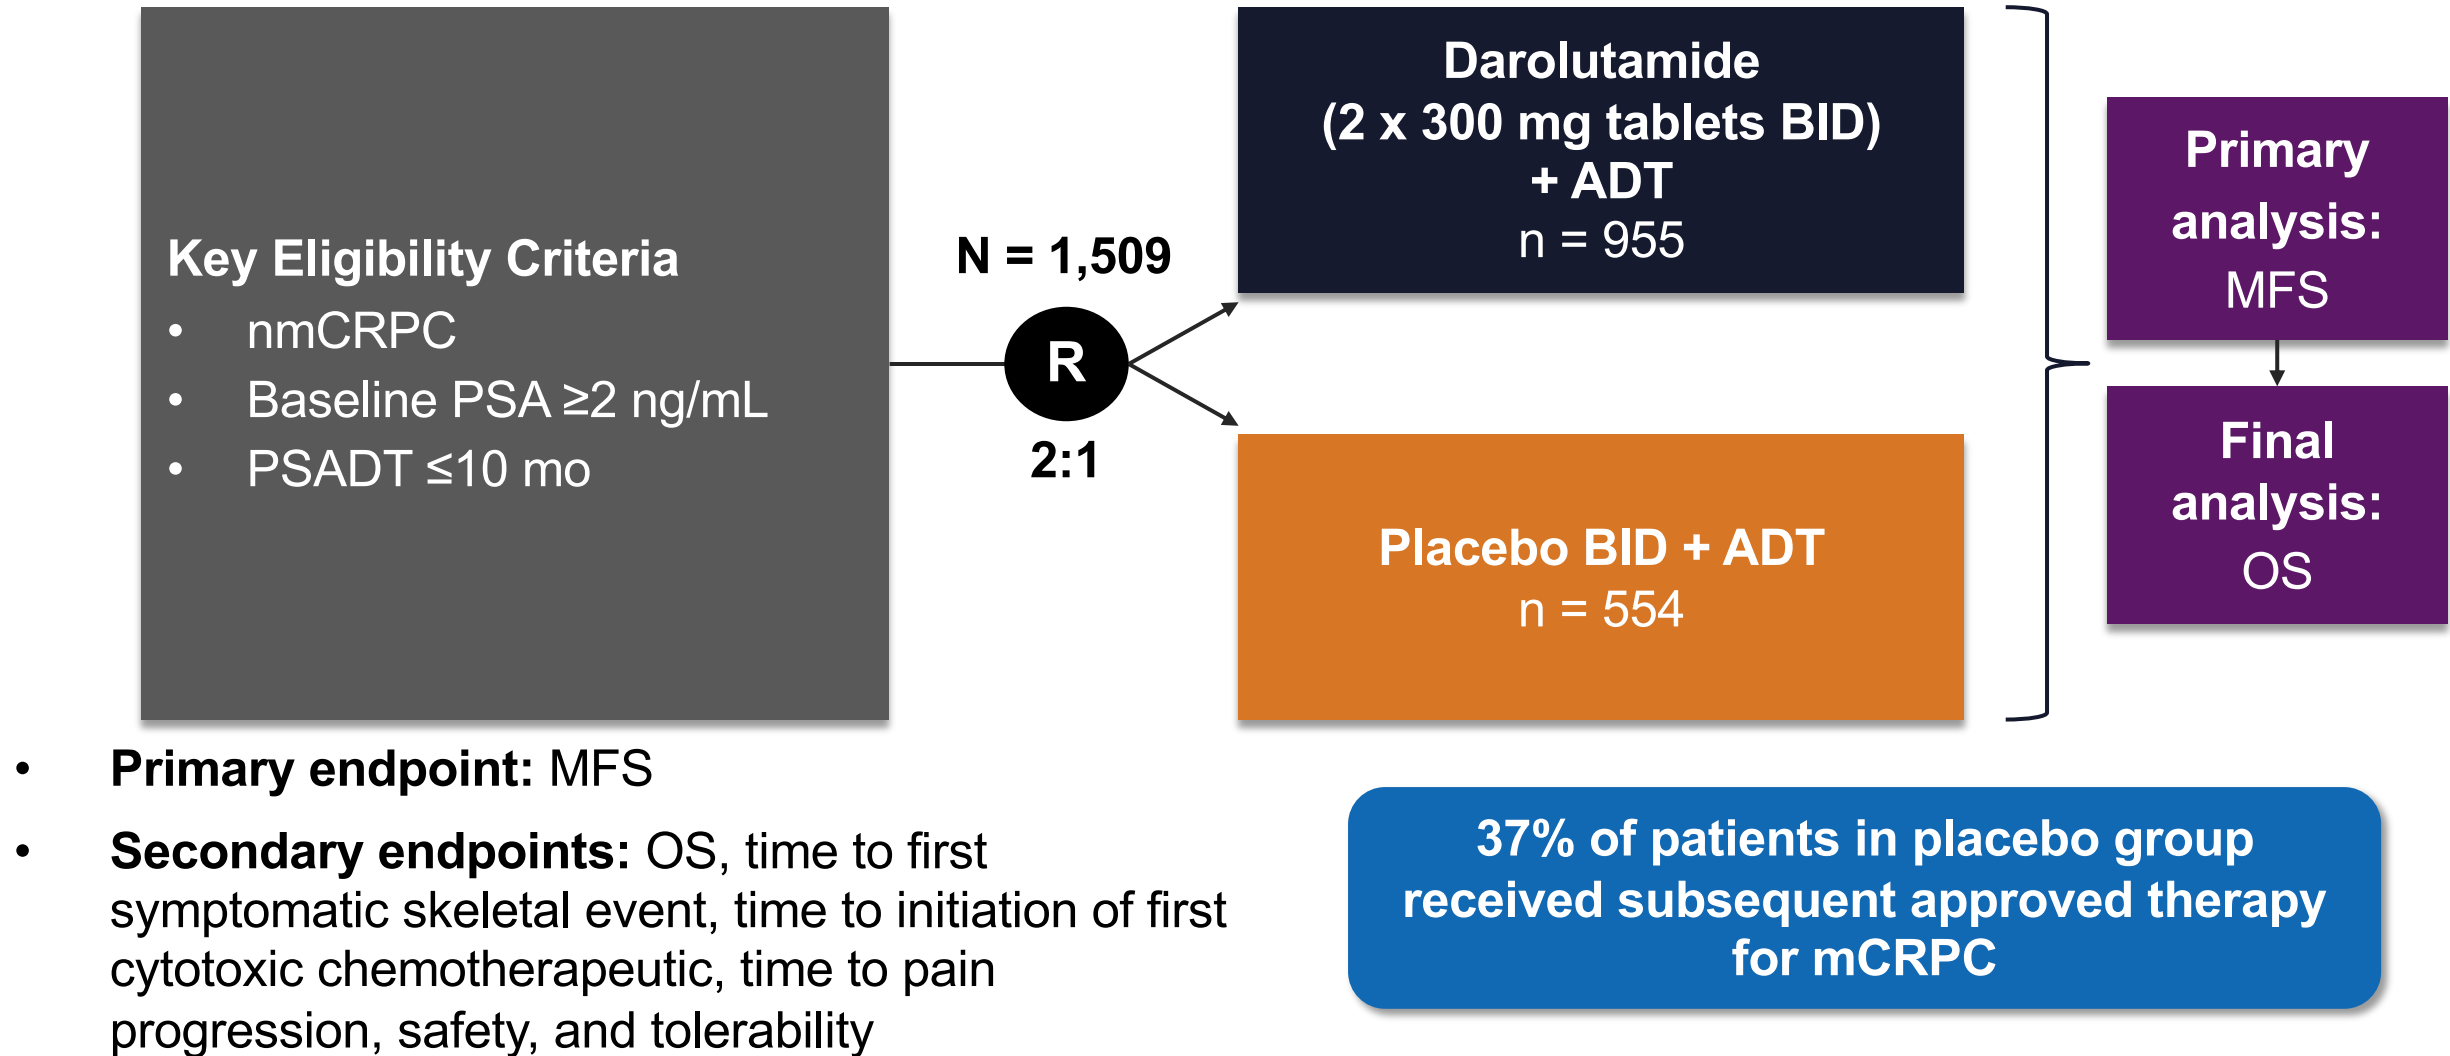 Key Eligibility Criteria
• nmCRPC
• Baseline PSA ≥2 ng/mL
• PSADT ≤10 mo
N = 1,509
R
2:1
Darolutamide
(2 x 300 mg tablets BID)
+ ADT
n = 955
Placebo BID + ADT
n = 554
Primary
analysis:
MFS
Final
analysis:
OS
• Primary endpoint: MFS
• Secondary endpoints: OS, time to first
symptomatic skeletal event, time to initiation of first
cytotoxic chemotherapeutic, time to pain
progression, safety, and tolerability
37% of patients in placebo group
received subsequent approved therapy
for mCRPC